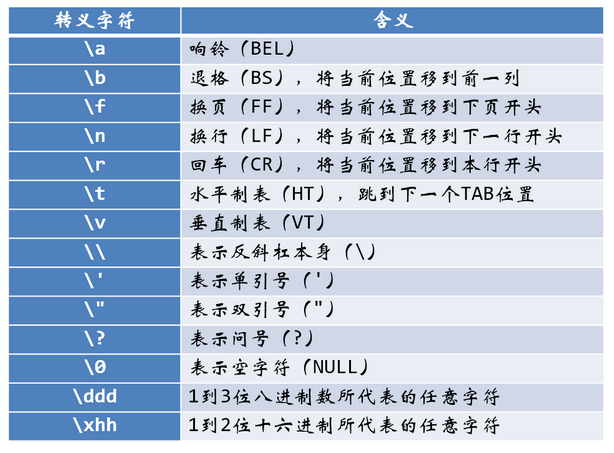 转义字符 含义
\a 响铃（BEL）
\b 退格（BS），将当前位置移到前一列
\f 换页（FF），将当前位置移到下页开头
\n 换行（LF），将当前位置移到下一行开头
\r 回车（CR），将当前位置移到本行开头
\t 水平制表（HT），跳到下一个TAB位置
\v 垂直制表（VT）
\\ 表示反斜杠本身（\）
\' 表示单引号（'）
\" 表示双引号（"）
\? 表示问号（?）
\0 表示空字符（NULL）
\ddd 1到3位八进制数所代表的任意字符
\xhh 1到2位十六进制所代表的任意字符